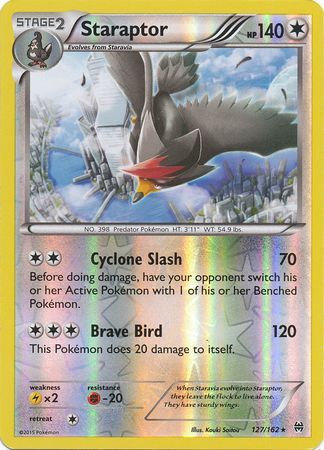 STAGE2 Staraptor HP 140
Evolves from Staravia
NO. 398 Predator Pokémon HT: 3'11" WT: 54.9 lbs.
Cyclone Slash 70
Before doing damage, have your opponent switch his
or her Active Pokémon with 1 of his or her Benched
Pokémon.
Brave Bird 120
This Pokémon does 20 damage to itself.
weakness resistance
×2 -20
retreat
When Staravia evolve into Staraptor,
they leave the flock to live alone.
They have sturdy wings.
Illus. Kouki Saitou 127/162 ★
©2015 Pokémon